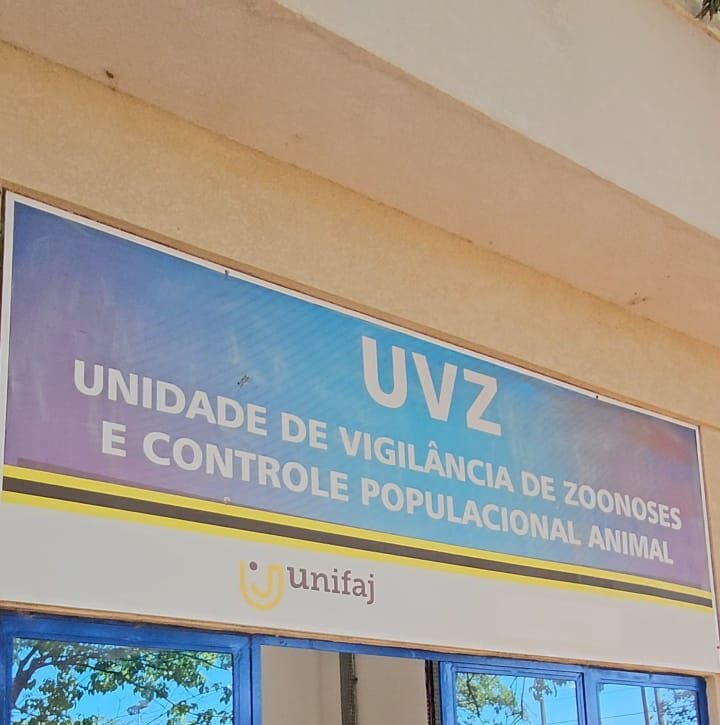 UVZ
UNIDADE DE VIGILÂNCIA DE ZOONOSES
E CONTROLE POPULACIONAL ANIMAL
unifaj